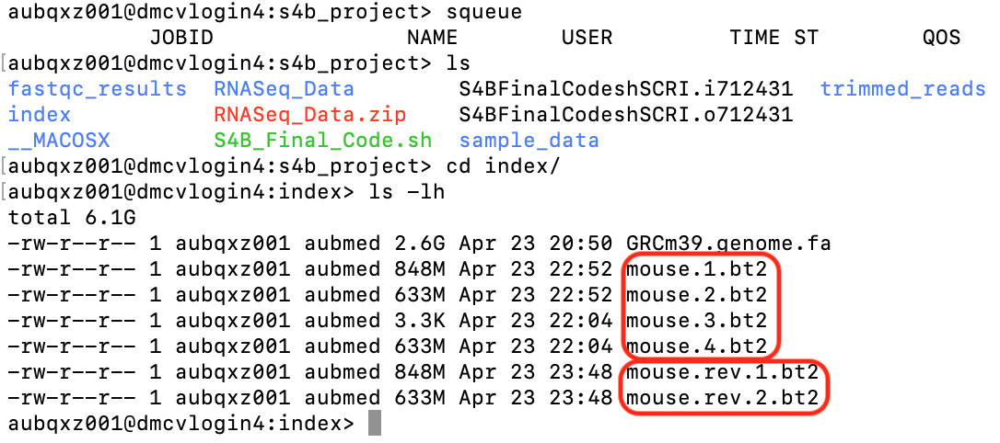 aubqxz001@dmcvlogin4:s4b_project> squeue
JOBID NAME USER TIME ST QOS
[aubqxz001@dmcvlogin4:s4b_project> ls
fastqc_results RNASeq_Data S4BFinalCodeshSCRI.i712431 trimmed_reads
index RNASeq_Data.zip S4BFinalCodeshSCRI.o712431
__MACOSX S4B_Final_Code.sh sample_data
[aubqxz001@dmcvlogin4:s4b_project> cd index/
[aubqxz001@dmcvlogin4:index> ls -lh
total 6.1G
-rw-r--r-- 1 aubqxz001 aubmed 2.6G Apr 23 20:50 GRCm39.genome.fa
-rw-r--r-- 1 aubqxz001 aubmed 848M Apr 23 22:52 mouse.1.bt2
-rw-r--r-- 1 aubqxz001 aubmed 633M Apr 23 22:52 mouse.2.bt2
-rw-r--r-- 1 aubqxz001 aubmed 3.3K Apr 23 22:04 mouse.3.bt2
-rw-r--r-- 1 aubqxz001 aubmed 633M Apr 23 22:04 mouse.4.bt2
-rw-r--r-- 1 aubqxz001 aubmed 848M Apr 23 23:48 mouse.rev.1.bt2
-rw-r--r-- 1 aubqxz001 aubmed 633M Apr 23 23:48 mouse.rev.2.bt2
aubqxz001@dmcvlogin4:index>